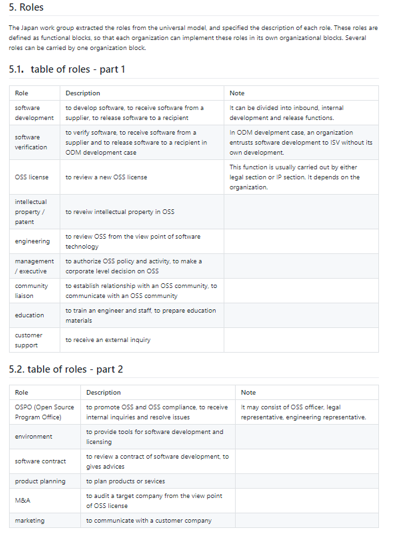 5. Roles
The Japan work group extracted the roles from the universal model, and specified the description of each role. These roles are
defined as functional blocks, so that each organization can implement these roles in its own organizational blocks. Several
roles can be carried by one organization block.
5.1. table of roles - part 1
Role Description Note
software development to develop software, to receive software from a supplier, to release software to a recipient It can be divided into inbound, internal development and release functions.
software verification to verify software, to receive software from a supplier and to release software to a recipient in ODM development case In ODM develpment case, an organization entrusts software development to ISV without its own development.
OSS license to review a new OSS license This function is usually carried out by either legal section or IP section. It depends on the organization.
intellectual property / patent to reveiw intellectual property in OSS
engineering to review OSS from the view point of software technology
management / executive to authorize OSS policy and activity, to make a corporate level decision on OSS
community liaison to establish relationship with an OSS community, to communicate with an OSS community
education to train an engineer and staff, to prepare education materials
customer support to receive an external inquiry
5.2. table of roles - part 2
Role Description Note
OSPO (Open Source Program Office) to promote OSS and OSS compliance, to receive internal inquiries and resolve issues It may consist of OSS officer, legal representative, engineering representative,
environment to provide tools for software development and licensing
software contract to review a contract of software development, to gives advices
product planning to plan products or sevices
M&A to audit a target company from the view point of OSS license
marketing to communicate with a customer company